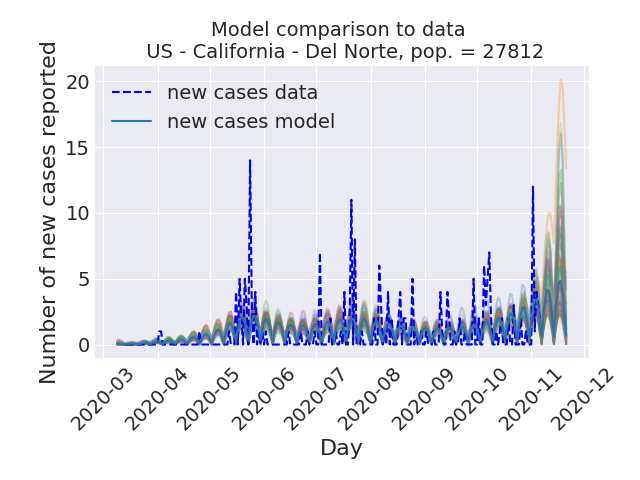 Model comparison to data
US - California - Del Norte, pop. = 27812
new cases data
new cases model
Number of new cases reported
20
15
10
5
0
2020-03
2020-04
2020-05
2020-06
2020-07
2020-08
2020-09
2020-10
2020-11
2020-12
Day